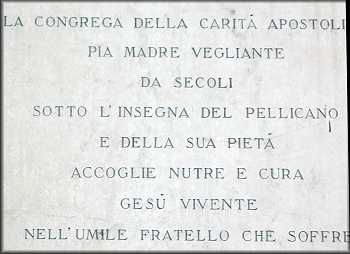 LA CONGREGA DELLA CARITÁ APOSTOLI
PIA MADRE VEGLIANTE
DA SECOLI
SOTTO L'INSEGNA DEL PELLICANO
E DELLA SUA PIETÁ
ACCOGLIE NUTRE E CURA
GESÚ VIVENTE
NELL'UMILE FRATELLO CHE SOFFRE